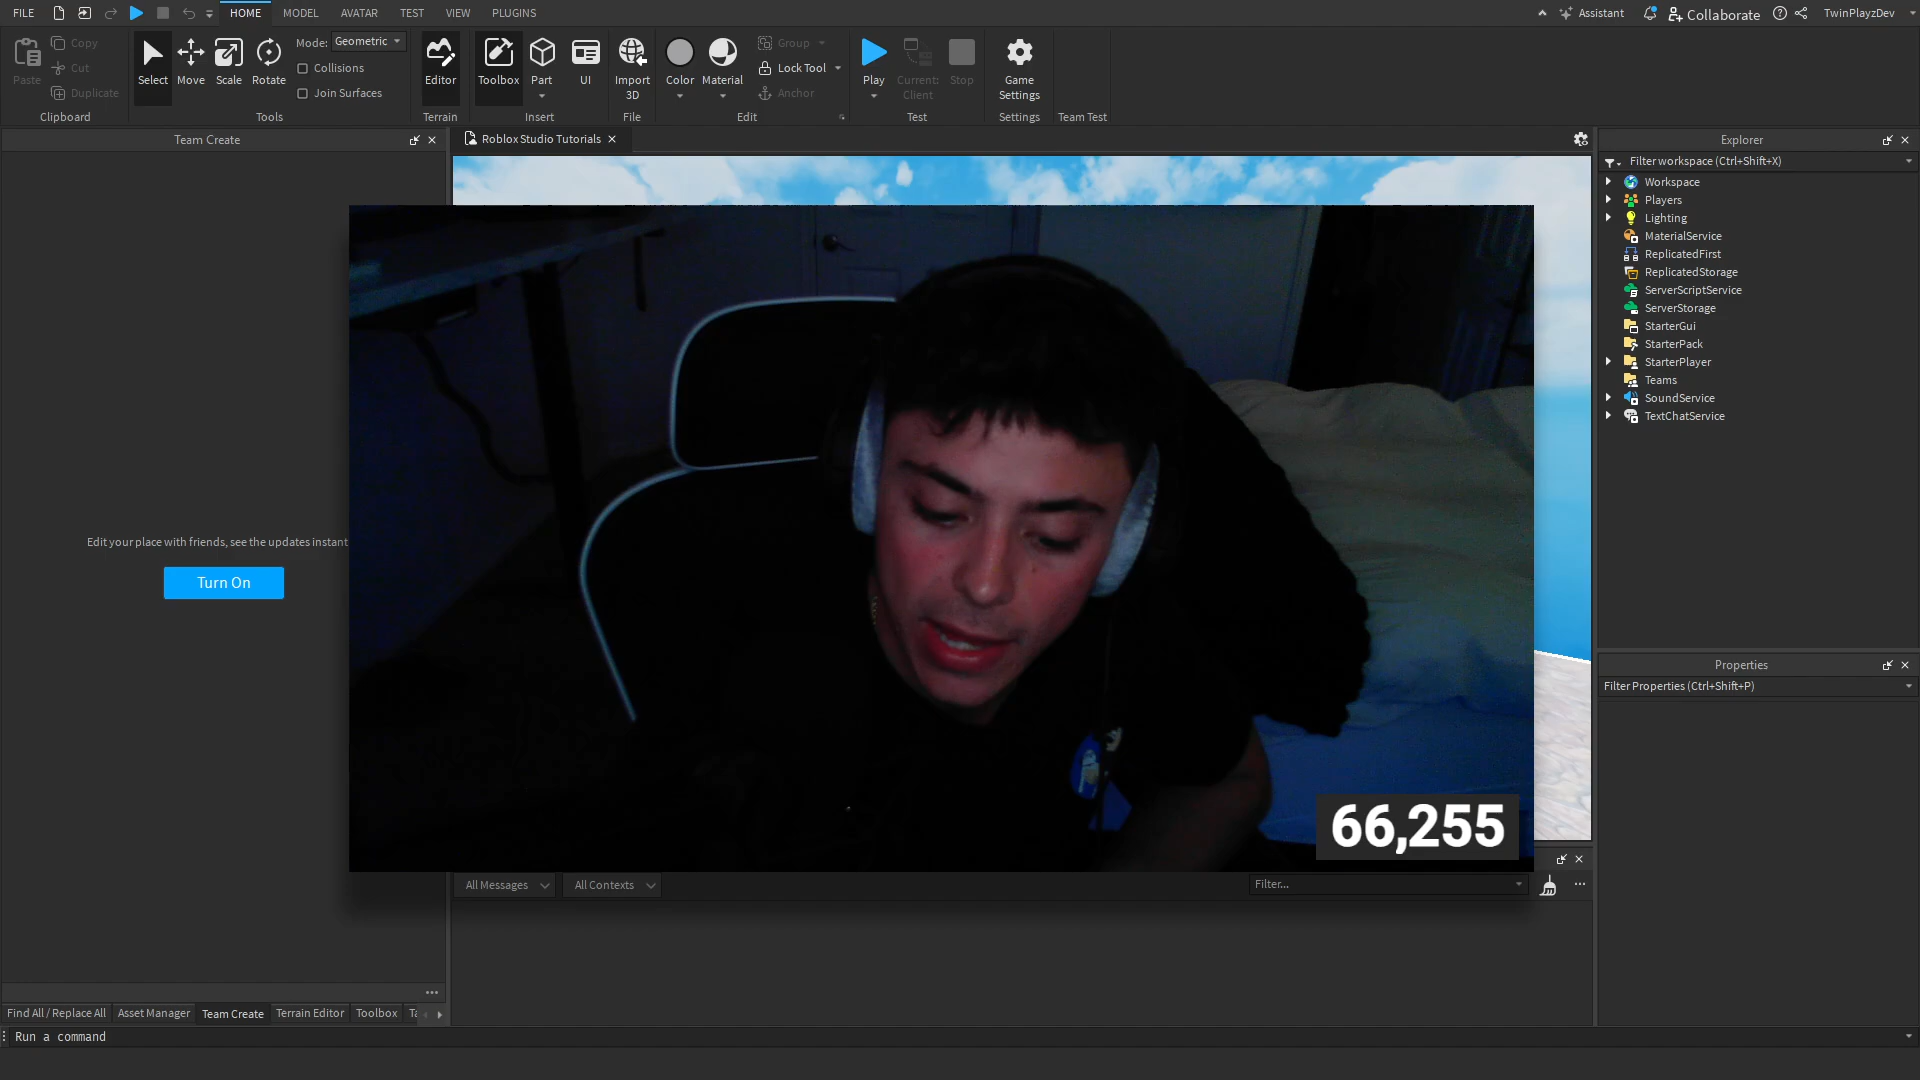 FILE
HOME
MODEL
AVATAR
TEST
VIEW
PLUGINS
Assistant
Collaborate
TwinPlayzDev
Paste
Copy
Cut
Duplicate
Clipboard
Select
Move
Scale
Rotate
Mode: Geometric
Collisions
Join Surfaces
Tools
Editor
Terrain
Toolbox
Part
UI
Insert
Import
3D
File
Color
Material
Group
Lock Tool
Anchor
Edit
Play
Current:
Client
Stop
Test
Game
Settings
Settings
Team Test
Team Create
Edit your place with friends, see the updates instant
Turn On
Roblox Studio Tutorials
66,255
Explorer
Filter workspace (Ctrl+Shift+X)
Workspace
Players
Lighting
MaterialService
ReplicatedFirst
ReplicatedStorage
ServerScriptService
ServerStorage
StarterGui
StarterPack
StarterPlayer
Teams
SoundService
TextChatService
Properties
Filter Properties (Ctrl+Shift+P)
All Messages
All Contexts
Filter...
Find All / Replace All
Asset Manager
Team Create
Terrain Editor
Toolbox
Run a command